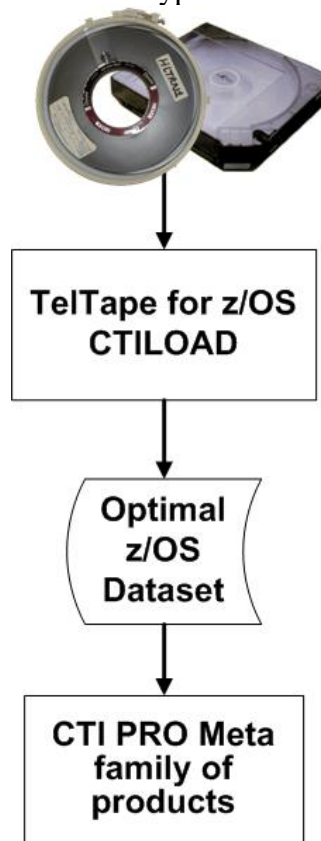 TelTape for z/OS
CTILOAD
Optimal
z/OS
Dataset
CTI PRO Meta
family of
products